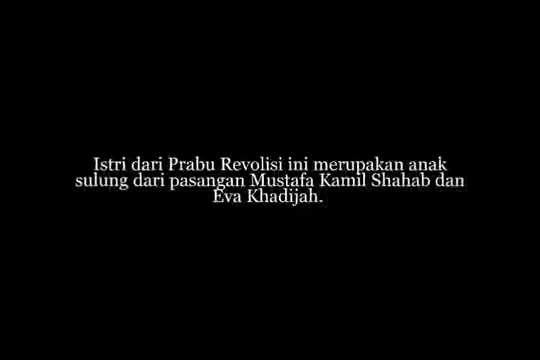 Istri dari Prabu Revolisi ini merupakan anak
sulung dari pasangan Mustafa Kamil Shahab dan
Eva Khadijah.